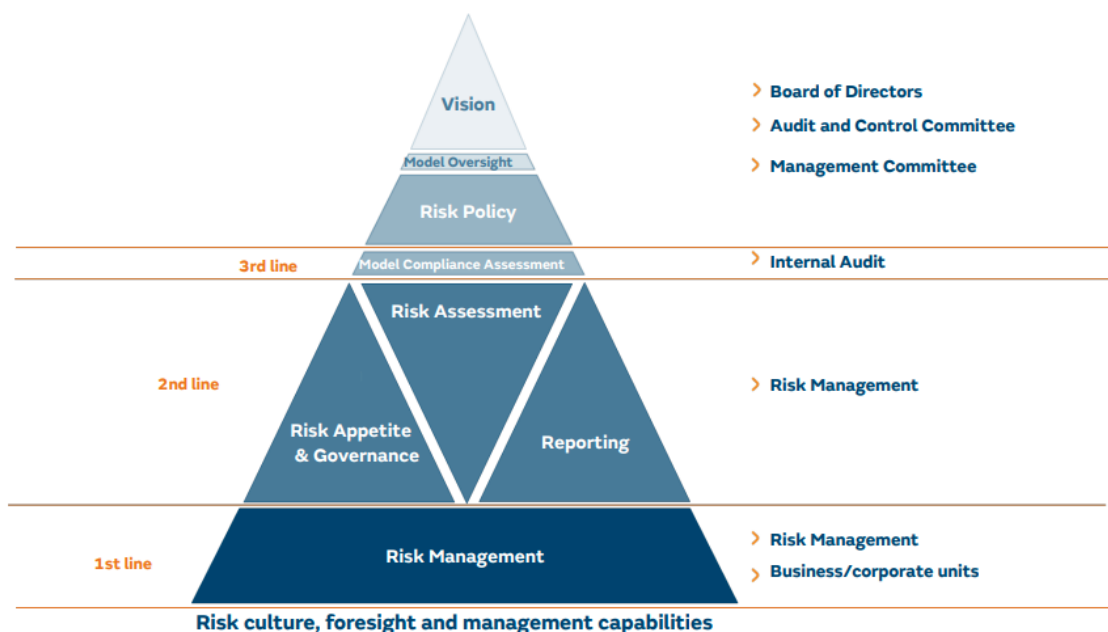 Vision
Board of Directors
Audit and Control Committee
Model Oversight
Management Committee
Risk Policy
3rd line
Model Compliance Assessment
Internal Audit
Risk Assessment
2nd line
Risk Management
Risk Appetite
& Governance
Reporting
1st line
Risk Management
Risk Management
Business/corporate units
Risk culture, foresight and management capabilities